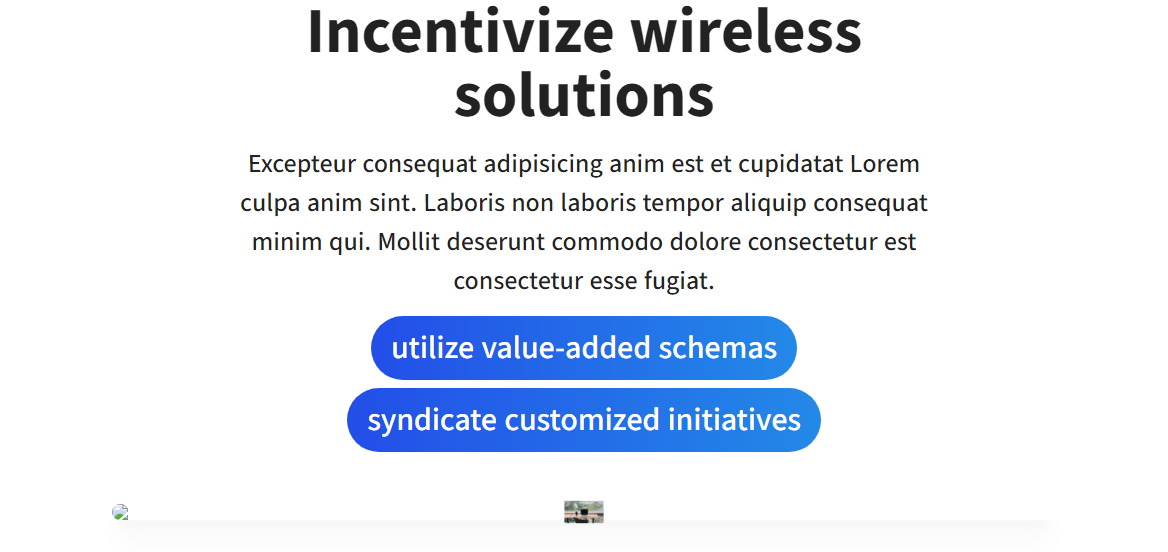 Incentivize wireless
solutions
Excepteur consequat adipisicing anim est et cupidatat Lorem
culpa anim sint. Laboris non laboris tempor aliquip consequat
minim qui. Mollit deserunt commodo dolore consectetur est
consectetur esse fugiat.
utilize value-added schemas
syndicate customized initiatives